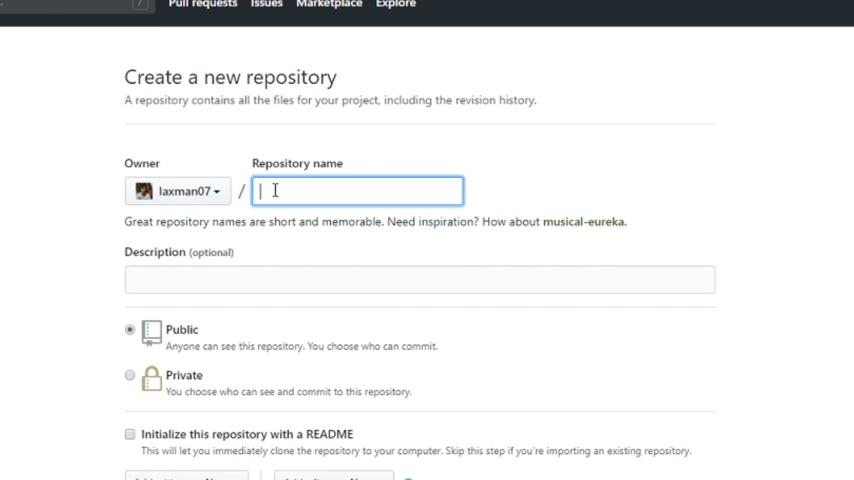 Pull requests Issues Marketplace Explore
Create a new repository
A repository contains all the files for your project, including the revision history.
Owner Repository name
laxman07 /
Great repository names are short and memorable. Need inspiration? How about musical-eureka.
Description (optional)
Public
Anyone can see this repository. You choose who can commit.
Private
You choose who can see and commit to this repository.
Initialize this repository with a README
This will let you immediately clone the repository to your computer. Skip this step if you're importing an existing repository.